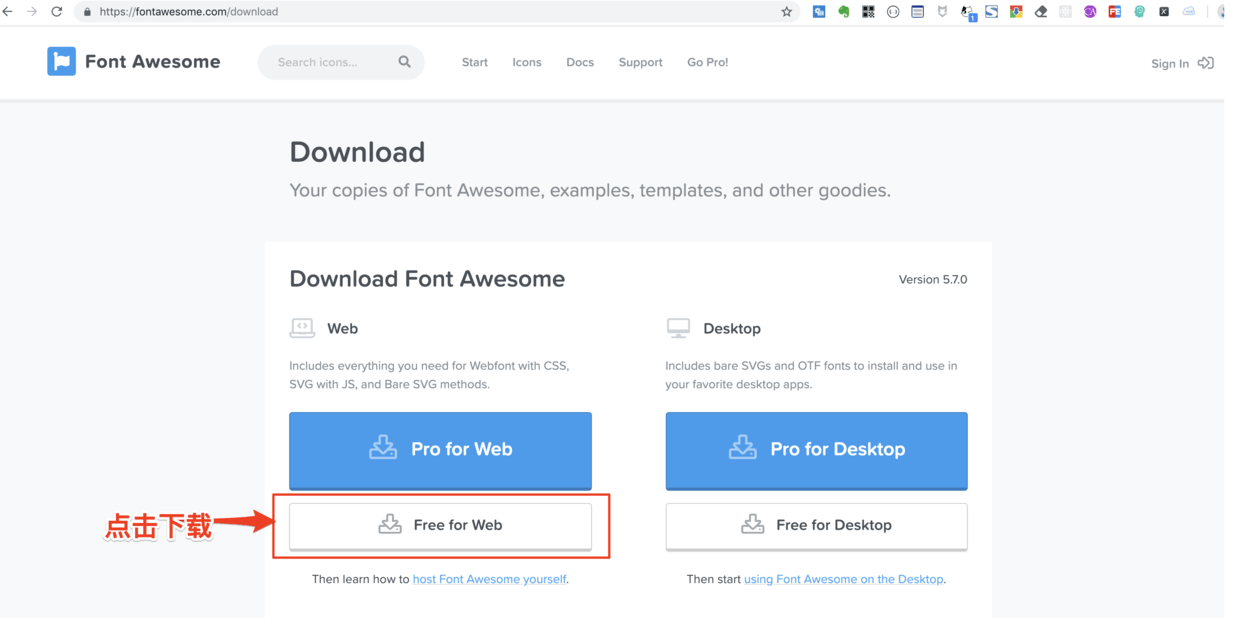 https://fontawesome.com/download
1
Font Awesome
Search icons...
Start
Icons
Docs
Support
Go Pro!
Sign In
Download
Your copies of Font Awesome, examples, templates, and other goodies.
Download Font Awesome
Version 5.7.0
Web
Includes everything you need for Webfont with CSS,
SVG with JS, and Bare SVG methods.
Pro for Web
点击下载
Free for Web
Then learn how to host Font Awesome yourself.
Desktop
Includes bare SVGs and OTF fonts to install and use in
your favorite desktop apps.
Pro for Desktop
Free for Desktop
Then start using Font Awesome on the Desktop.